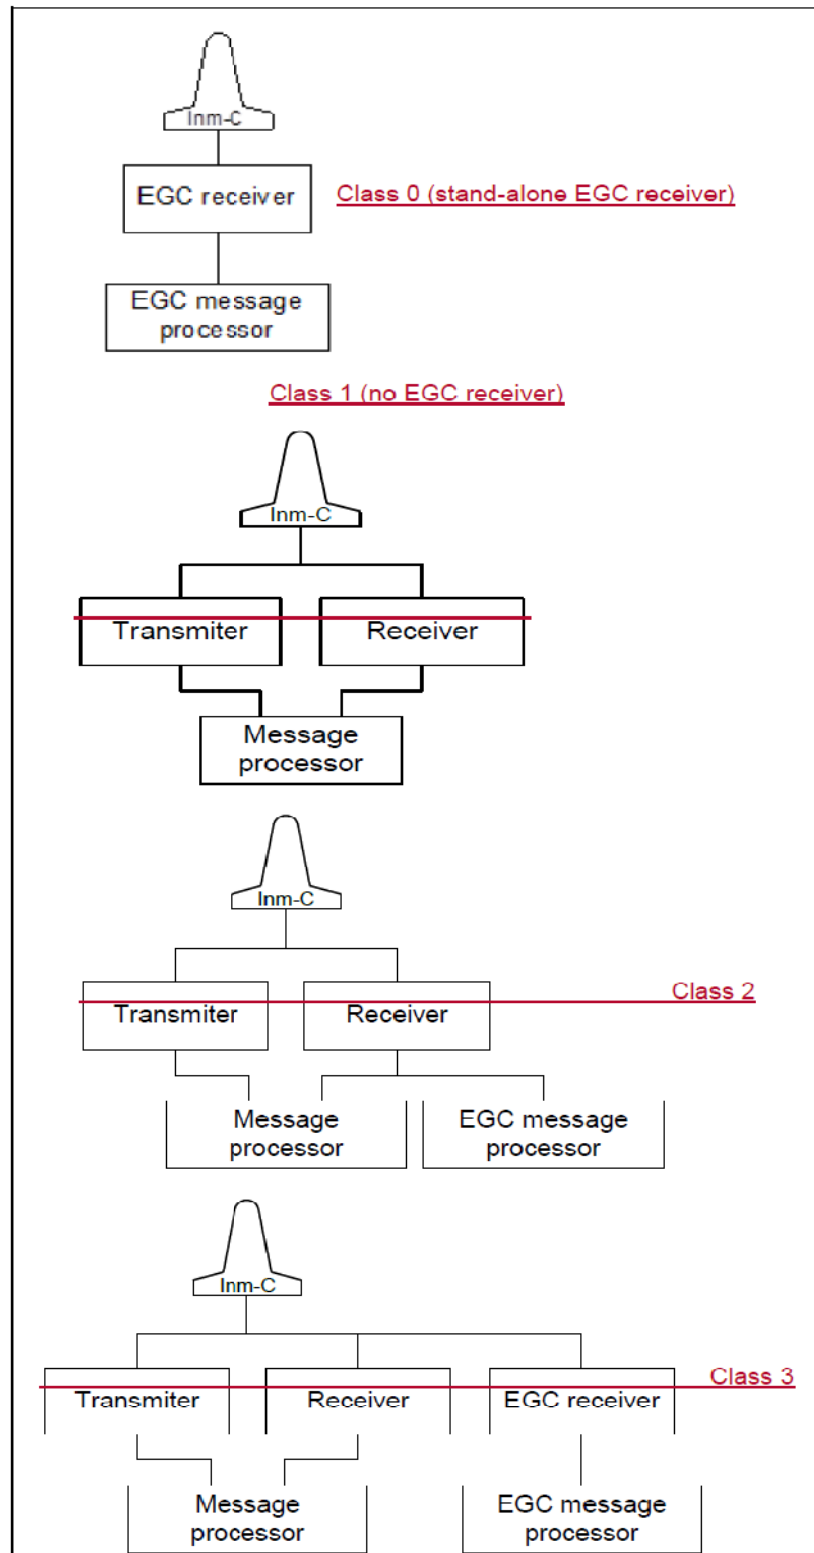 Inm-C
EGC receiver
Class 0 (stand-alone EGC receiver)
EGC message
processor
Class 1 (no EGC receiver)
Inm-C
Transmiter
Receiver
Message
processor
Inm-C
Class 2
Transmiter
Receiver
Message
processor
EGC message
processor
Inm-C
Class 3
Transmiter
Receiver
EGC receiver
Message
processor
EGC message
processor